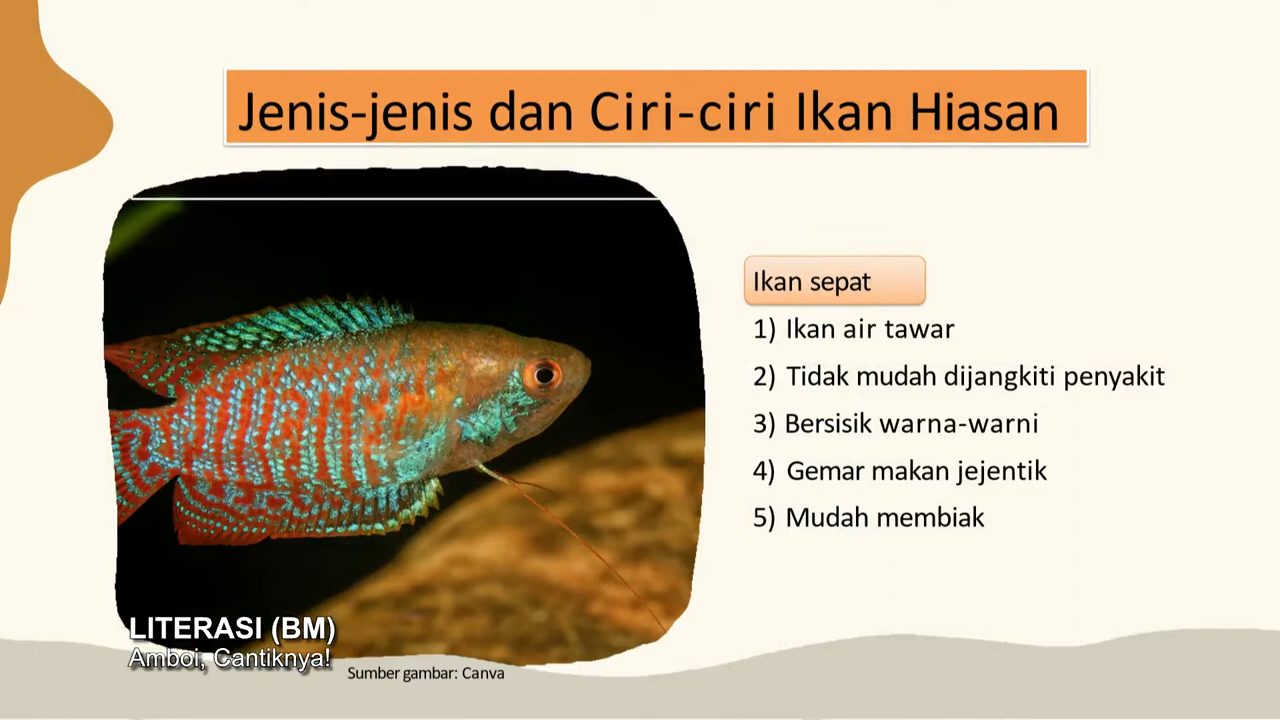 Jenis-jenis dan Ciri-ciri Ikan Hiasan
Ikan sepat
1) Ikan air tawar
2) Tidak mudah dijangkiti penyakit
3) Bersisik warna-warni
4) Gemar makan jejentik
5) Mudah membiak
LITERASI (BM)
Amboi, Cantiknya!
Sumber gambar: Canva